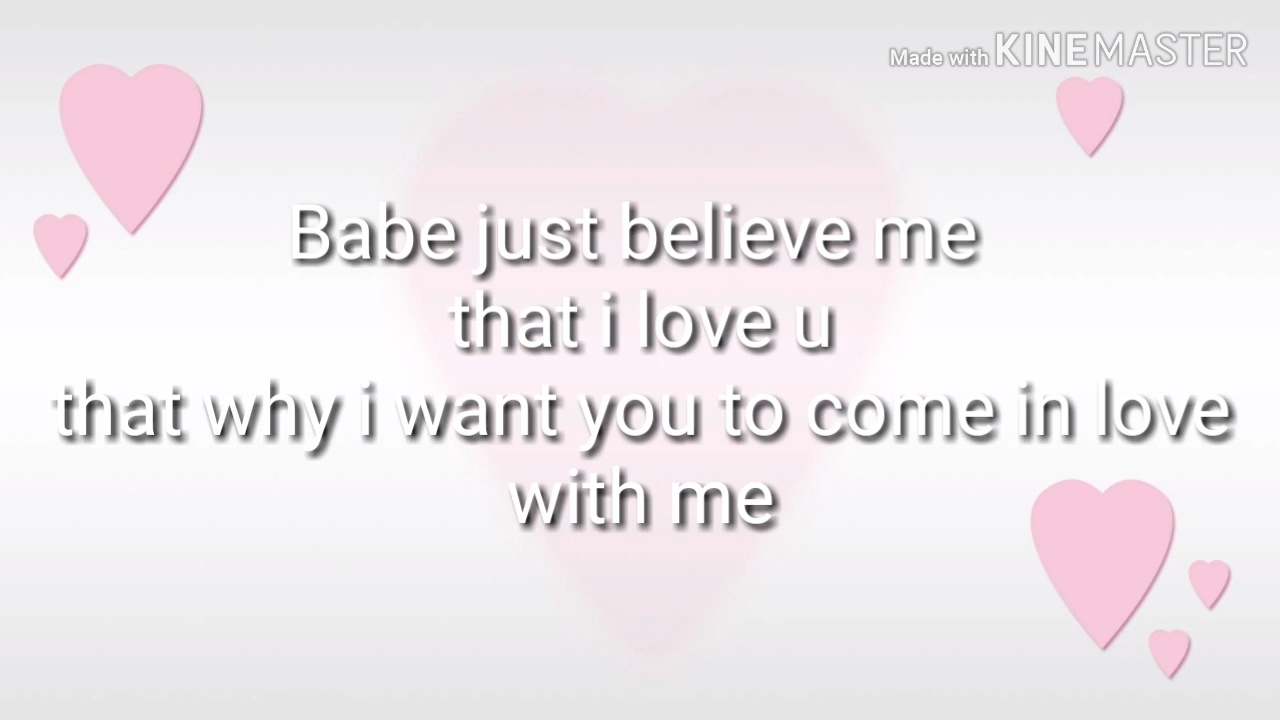 Made with KINEMASTER
Babe just believe me
that i love u
that why i want you to come in love
with me